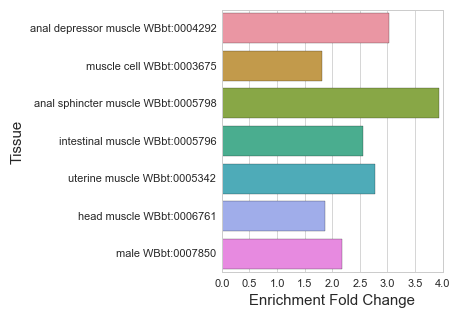 anal depressor muscle WBbt:0004292
muscle cell WBbt:0003675
anal sphincter muscle WBbt:0005798
intestinal muscle WBbt:0005796
uterine muscle WBbt:0005342
head muscle WBbt:0006761
male WBbt:0007850
Tissue
0.0 0.5 1.0 1.5 2.0 2.5 3.0 3.5 4.0
Enrichment Fold Change